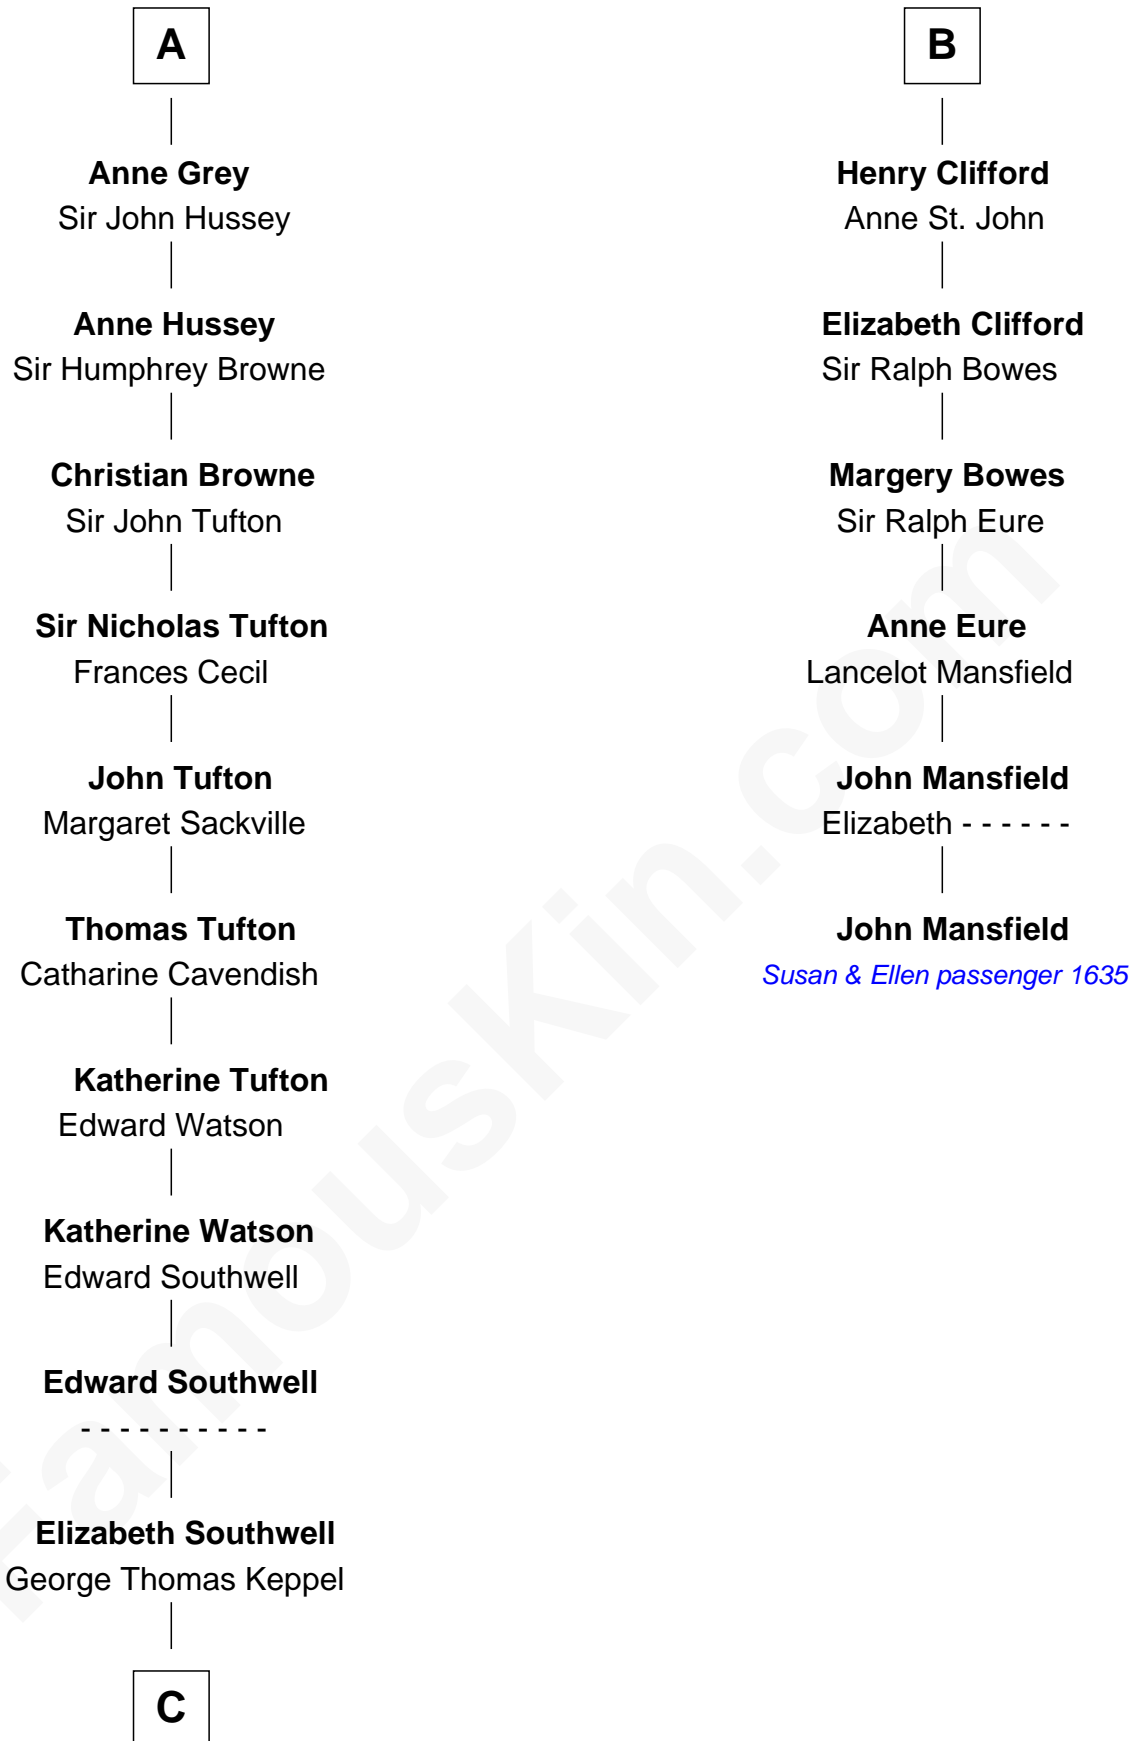 A
Anne Grey
Sir John Hussey
Anne Hussey
Sir Humphrey Browne
Christian Browne
Sir John Tufton
Sir Nicholas Tufton
Frances Cecil
John Tufton
Margaret Sackville
Thomas Tufton
Catharine Cavendish
Katherine Tufton
Edward Watson
Katherine Watson
Edward Southwell
Edward Southwell
- - - - - - - - - -
Elizabeth Southwell
George Thomas Keppel
C
B
Henry Clifford
Anne St. John
Elizabeth Clifford
Sir Ralph Bowes
Margery Bowes
Sir Ralph Eure
Anne Eure
Lancelot Mansfield
John Mansfield
Elizabeth - - - - - -
John Mansfield
Susan & Ellen passenger 1635
FamousKin.com